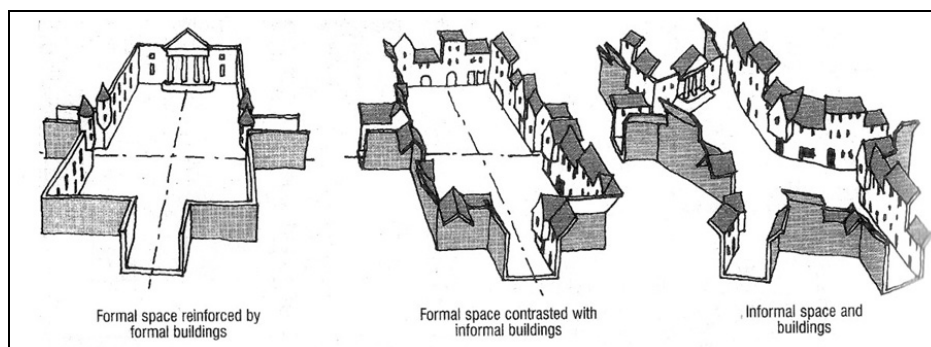 Formal space reinforced by
formal buildings
Formal space contrasted with
informal buildings
Informal space and
buildings